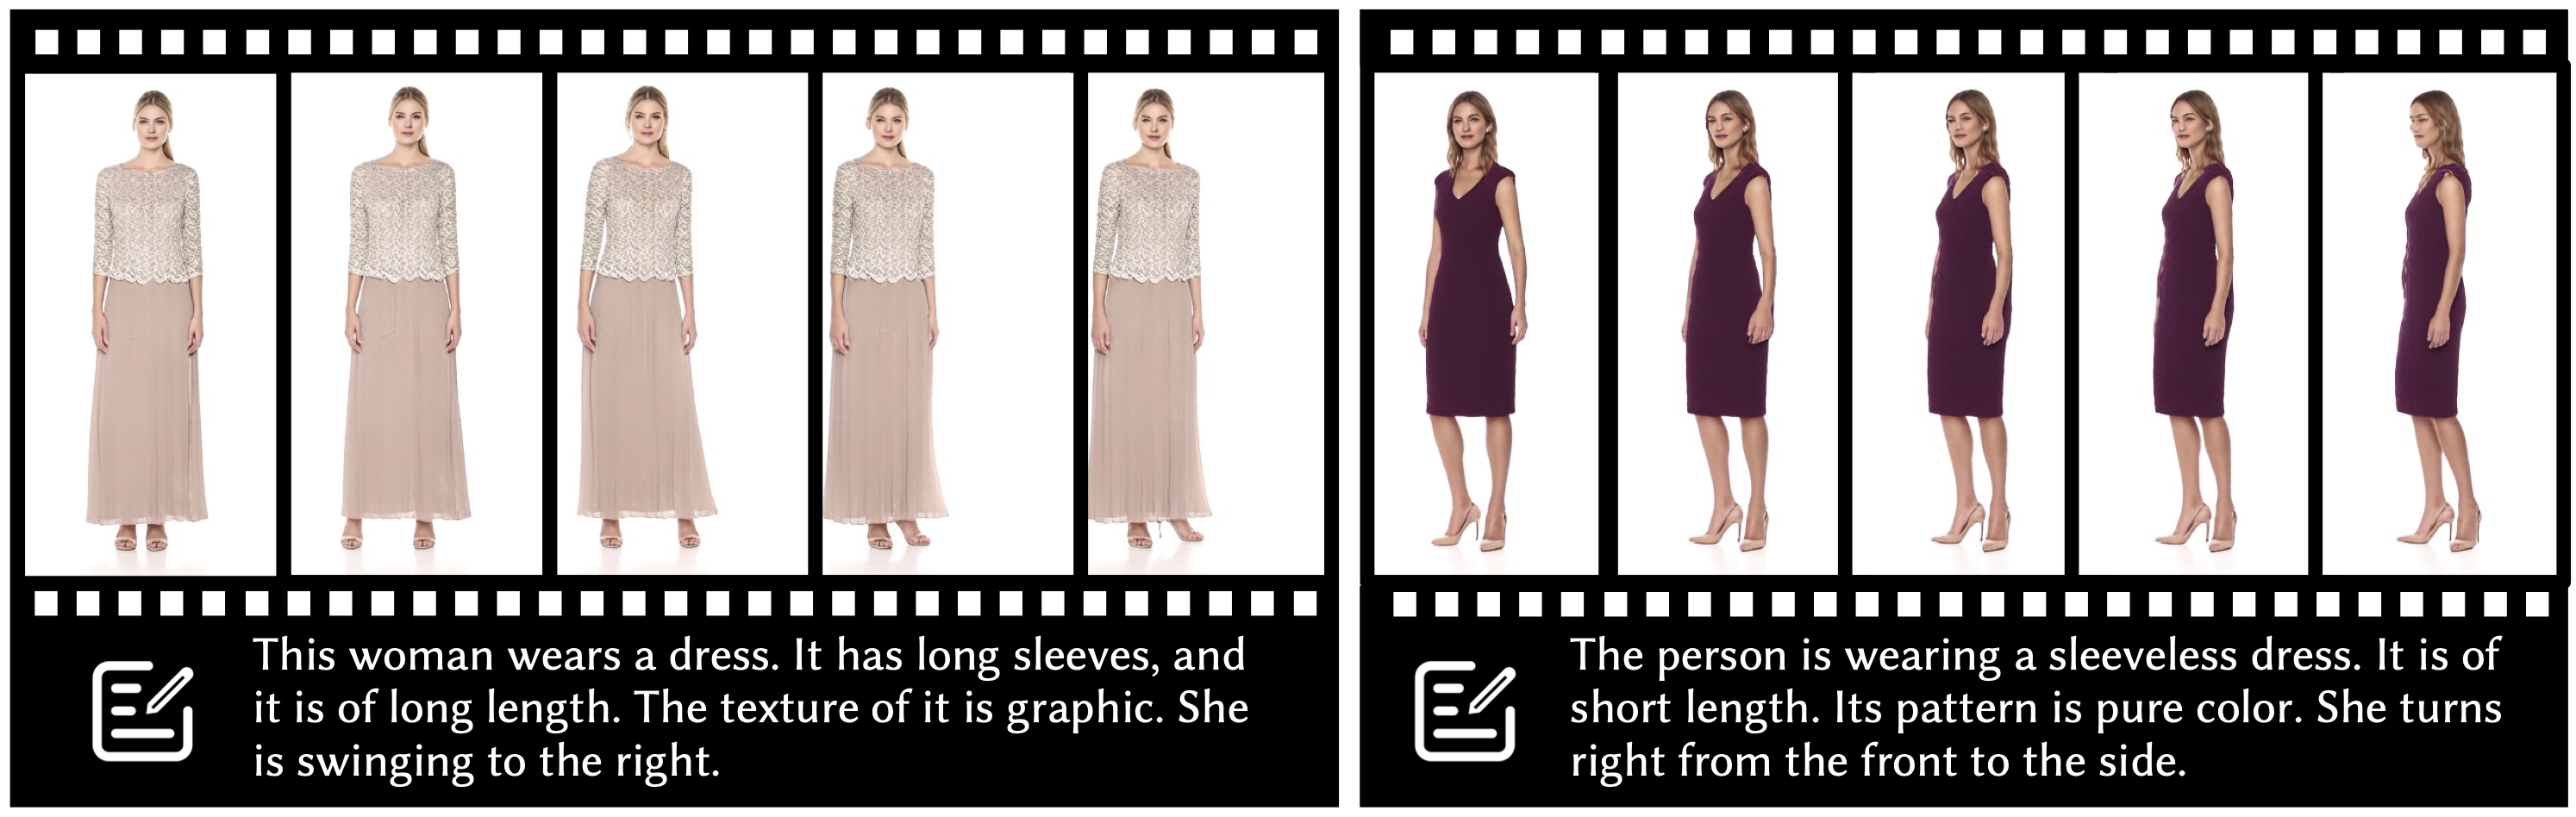 This woman wears a dress. It has long sleeves, and
it is of long length. The texture of it is graphic. She
is swinging to the right.
The person is wearing a sleeveless dress. It is of
short length. Its pattern is pure color. She turns
right from the front to the side.